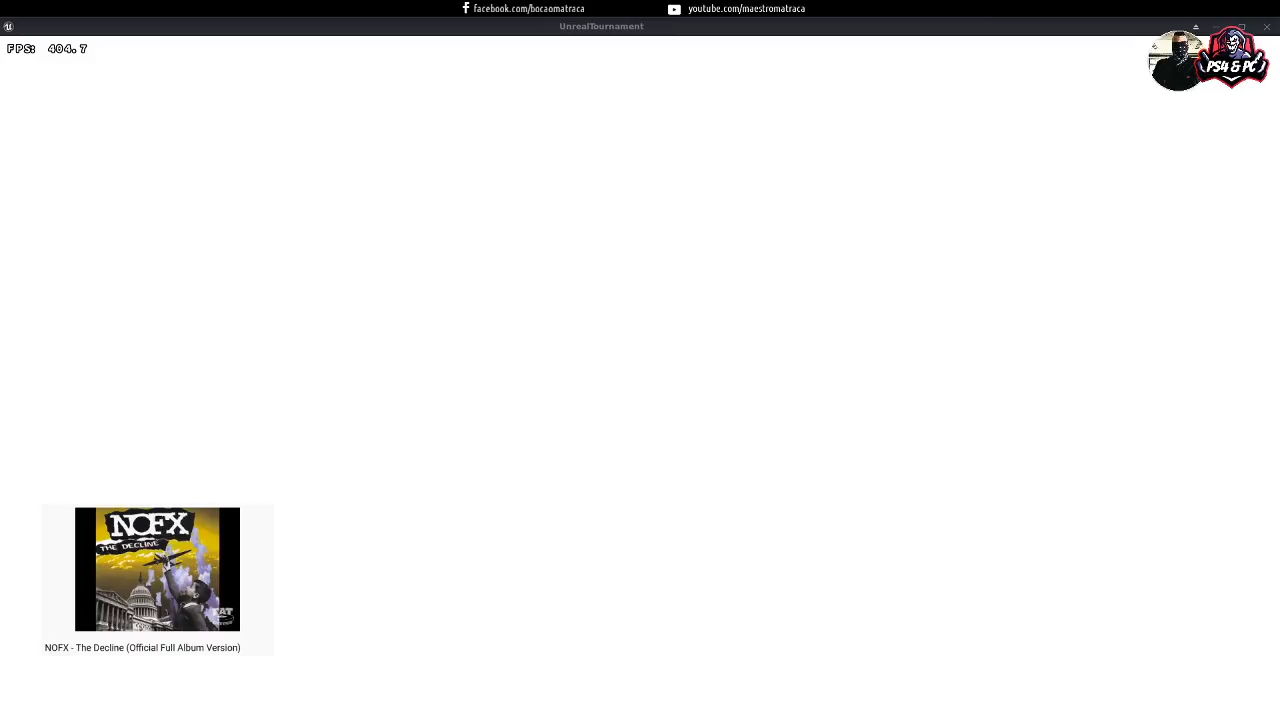 facebook.com/bocaomatraca
youtube.com/maestromatraca
UnrealTournament
FPS: 404.7
PS4 & PC
NOFX
THE DECLINE
FAT
NOFX - The Decline (Official Full Album Version)